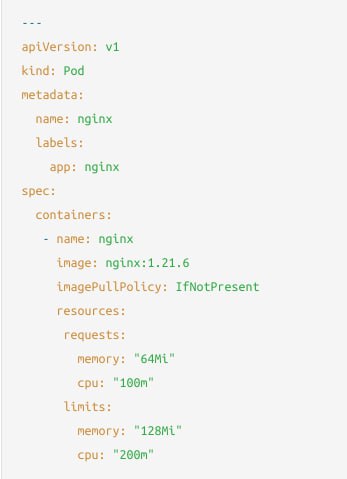 ---
apiVersion: v1
kind: Pod
metadata:
  name: nginx
  labels:
    app: nginx
spec:
  containers:
   - name: nginx
     image: nginx:1.21.6
     imagePullPolicy: IfNotPresent
     resources:
      requests:
        memory: "64Mi"
        cpu: "100m"
      limits:
        memory: "128Mi"
        cpu: "200m"